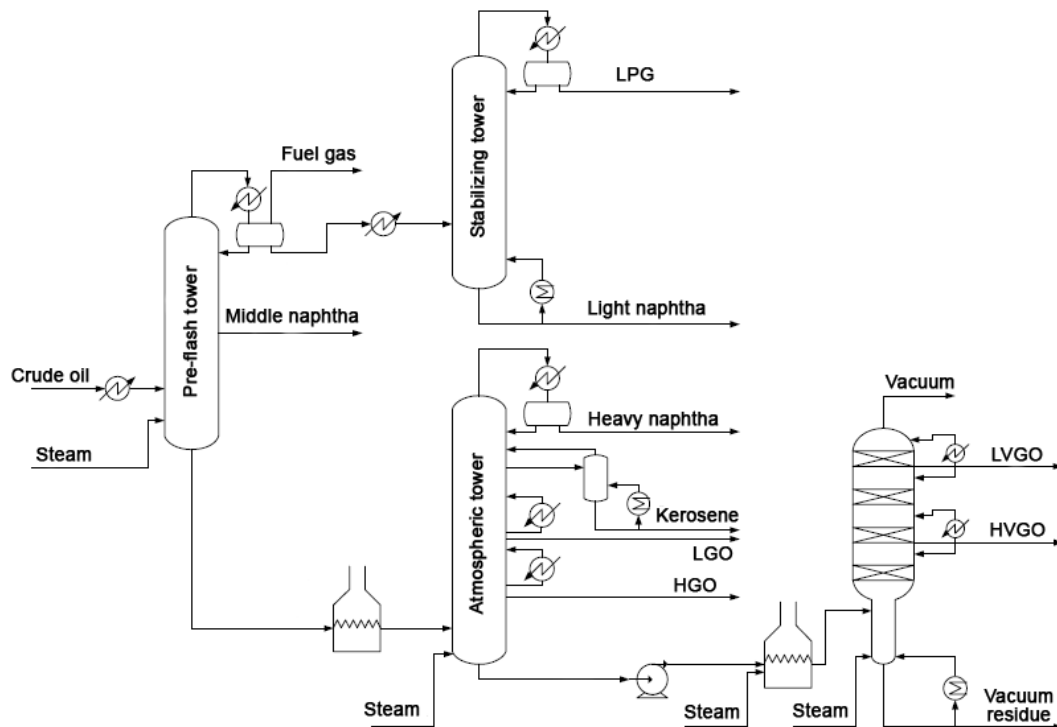 LPG
Stabilizing tower
Fuel gas
Pre-flash tower
Middle naphtha
Light naphtha
Crude oil
Steam
Vacuum
Heavy naphtha
Atmospheric tower
LVGO
Kerosene
HVGO
LGO
HGO
Steam
Steam
Steam
Vacuum
residue